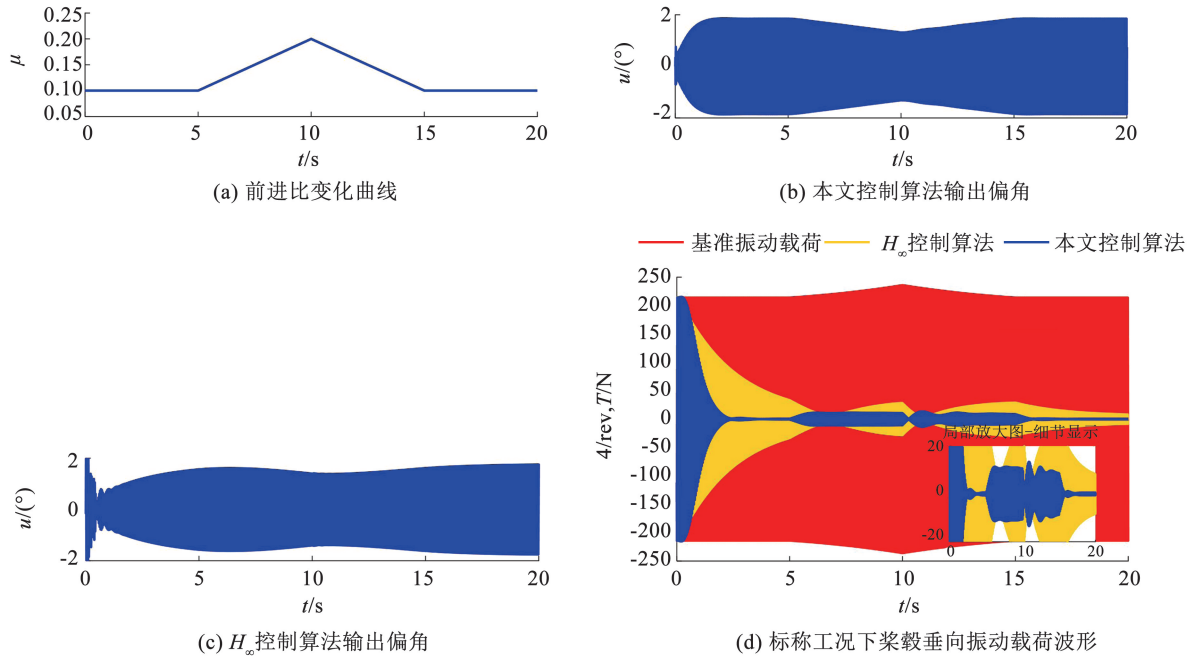 0.25
0.20
0.15
0.10
0.05
μ
0 5 10 15 20
t/s
(a) 前进比变化曲线
2
0
-2
u/(°)
0 5 10 15 20
t/s
(b) 本文控制算法输出偏角
2
0
-2
u/(°)
0 5 10 15 20
t/s
(c) H∞控制算法输出偏角
基准振动载荷 H∞控制算法 本文控制算法
250
200
150
100
50
0
-50
-100
-150
-200
-250
4/rev,T/N
局部放大图-细节显示
20
0
-20
0 10 20
0 5 10 15 20
t/s
(d) 标称工况下桨毂垂向振动载荷波形